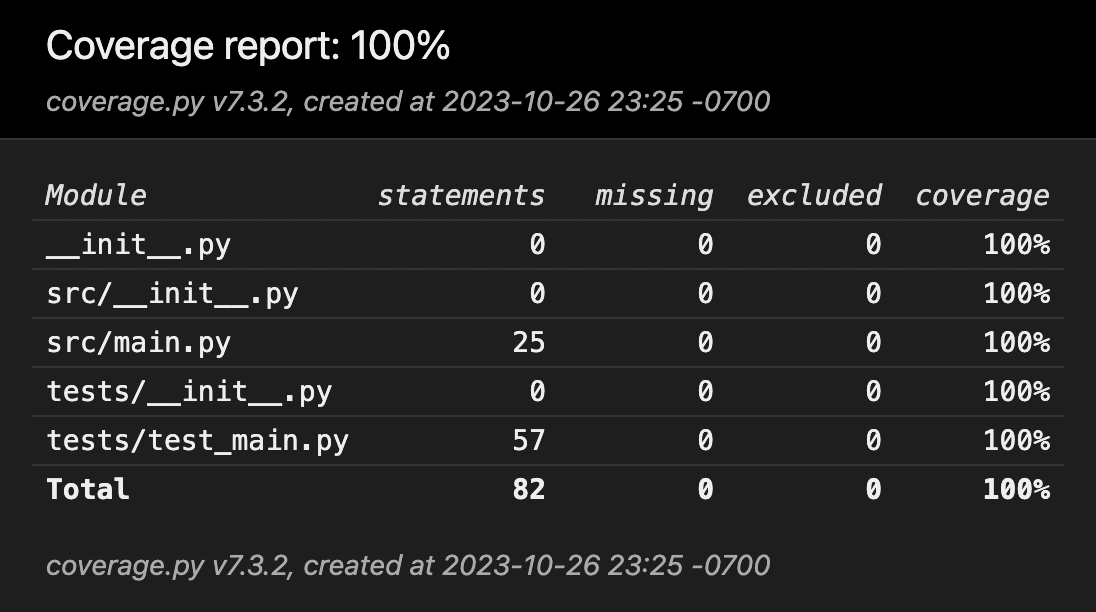 Coverage report: 100%
coverage.py v7.3.2, created at 2023-10-26 23:25 -0700
Module statements missing excluded coverage
__init__.py 0 0 0 100%
src/__init__.py 0 0 0 100%
src/main.py 25 0 0 100%
tests/__init__.py 0 0 0 100%
tests/test_main.py 57 0 0 100%
Total 82 0 0 100%
coverage.py v7.3.2, created at 2023-10-26 23:25 -0700